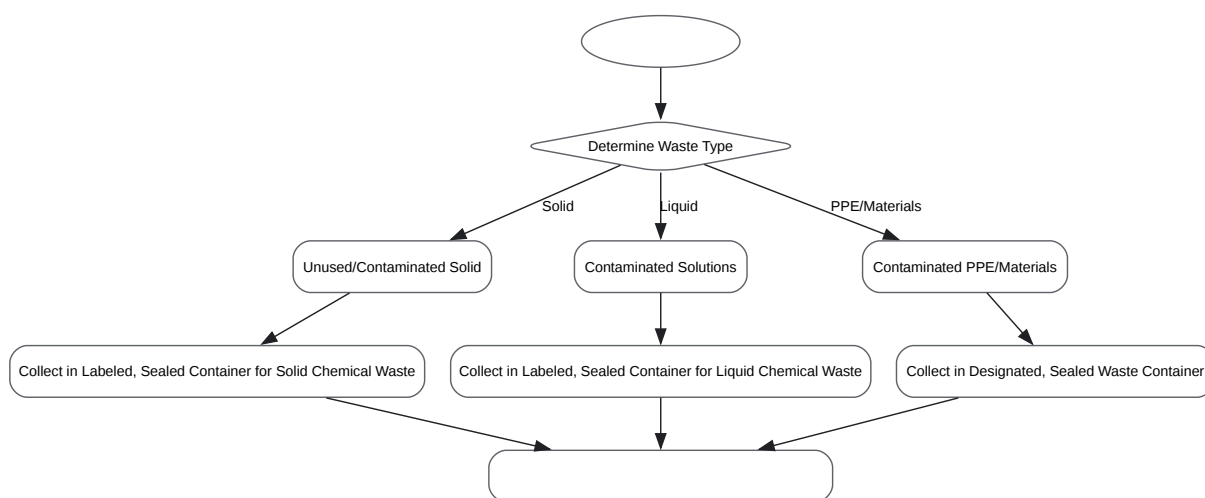 Determine Waste Type
Solid
Liquid
PPE/Materials
Unused/Contaminated Solid
Contaminated Solutions
Contaminated PPE/Materials
Collect in Labeled, Sealed Container for Solid Chemical Waste
Collect in Labeled, Sealed Container for Liquid Chemical Waste
Collect in Designated, Sealed Waste Container